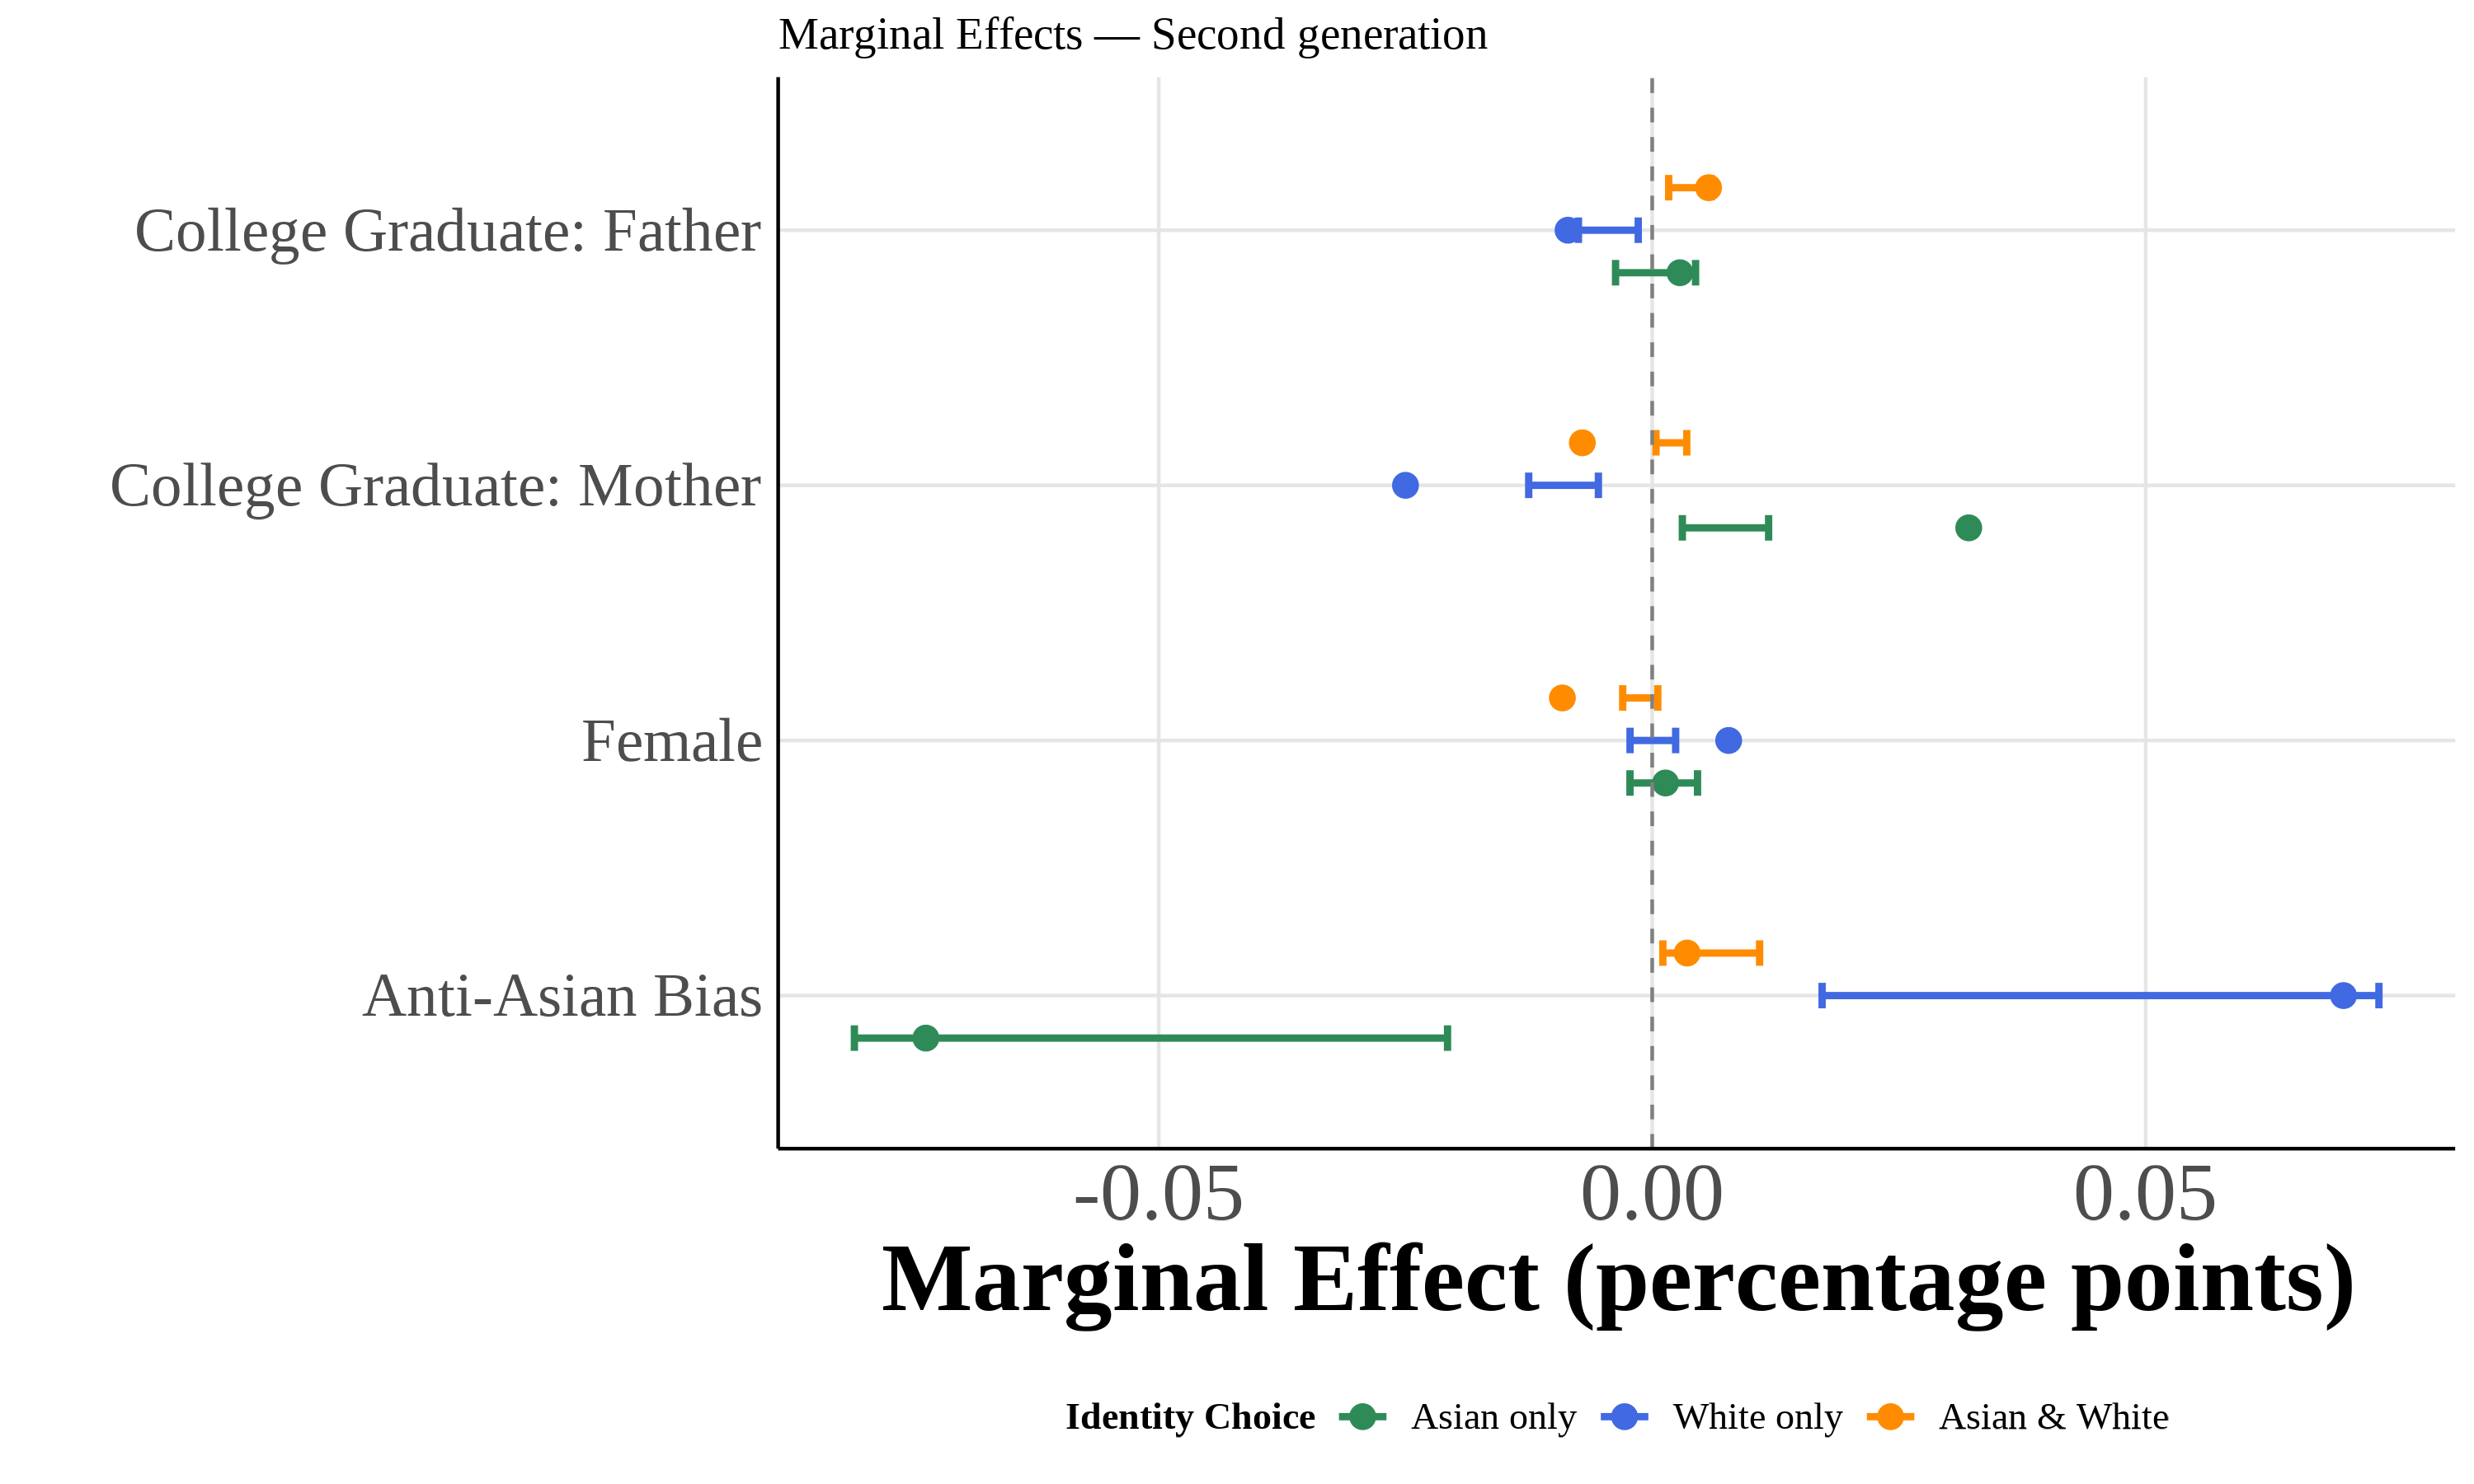 Marginal Effects — Second generation
College Graduate: Father
College Graduate: Mother
Female
Anti-Asian Bias
-0.05 0.00 0.05
Marginal Effect (percentage points)
Identity Choice Asian only White only Asian & White